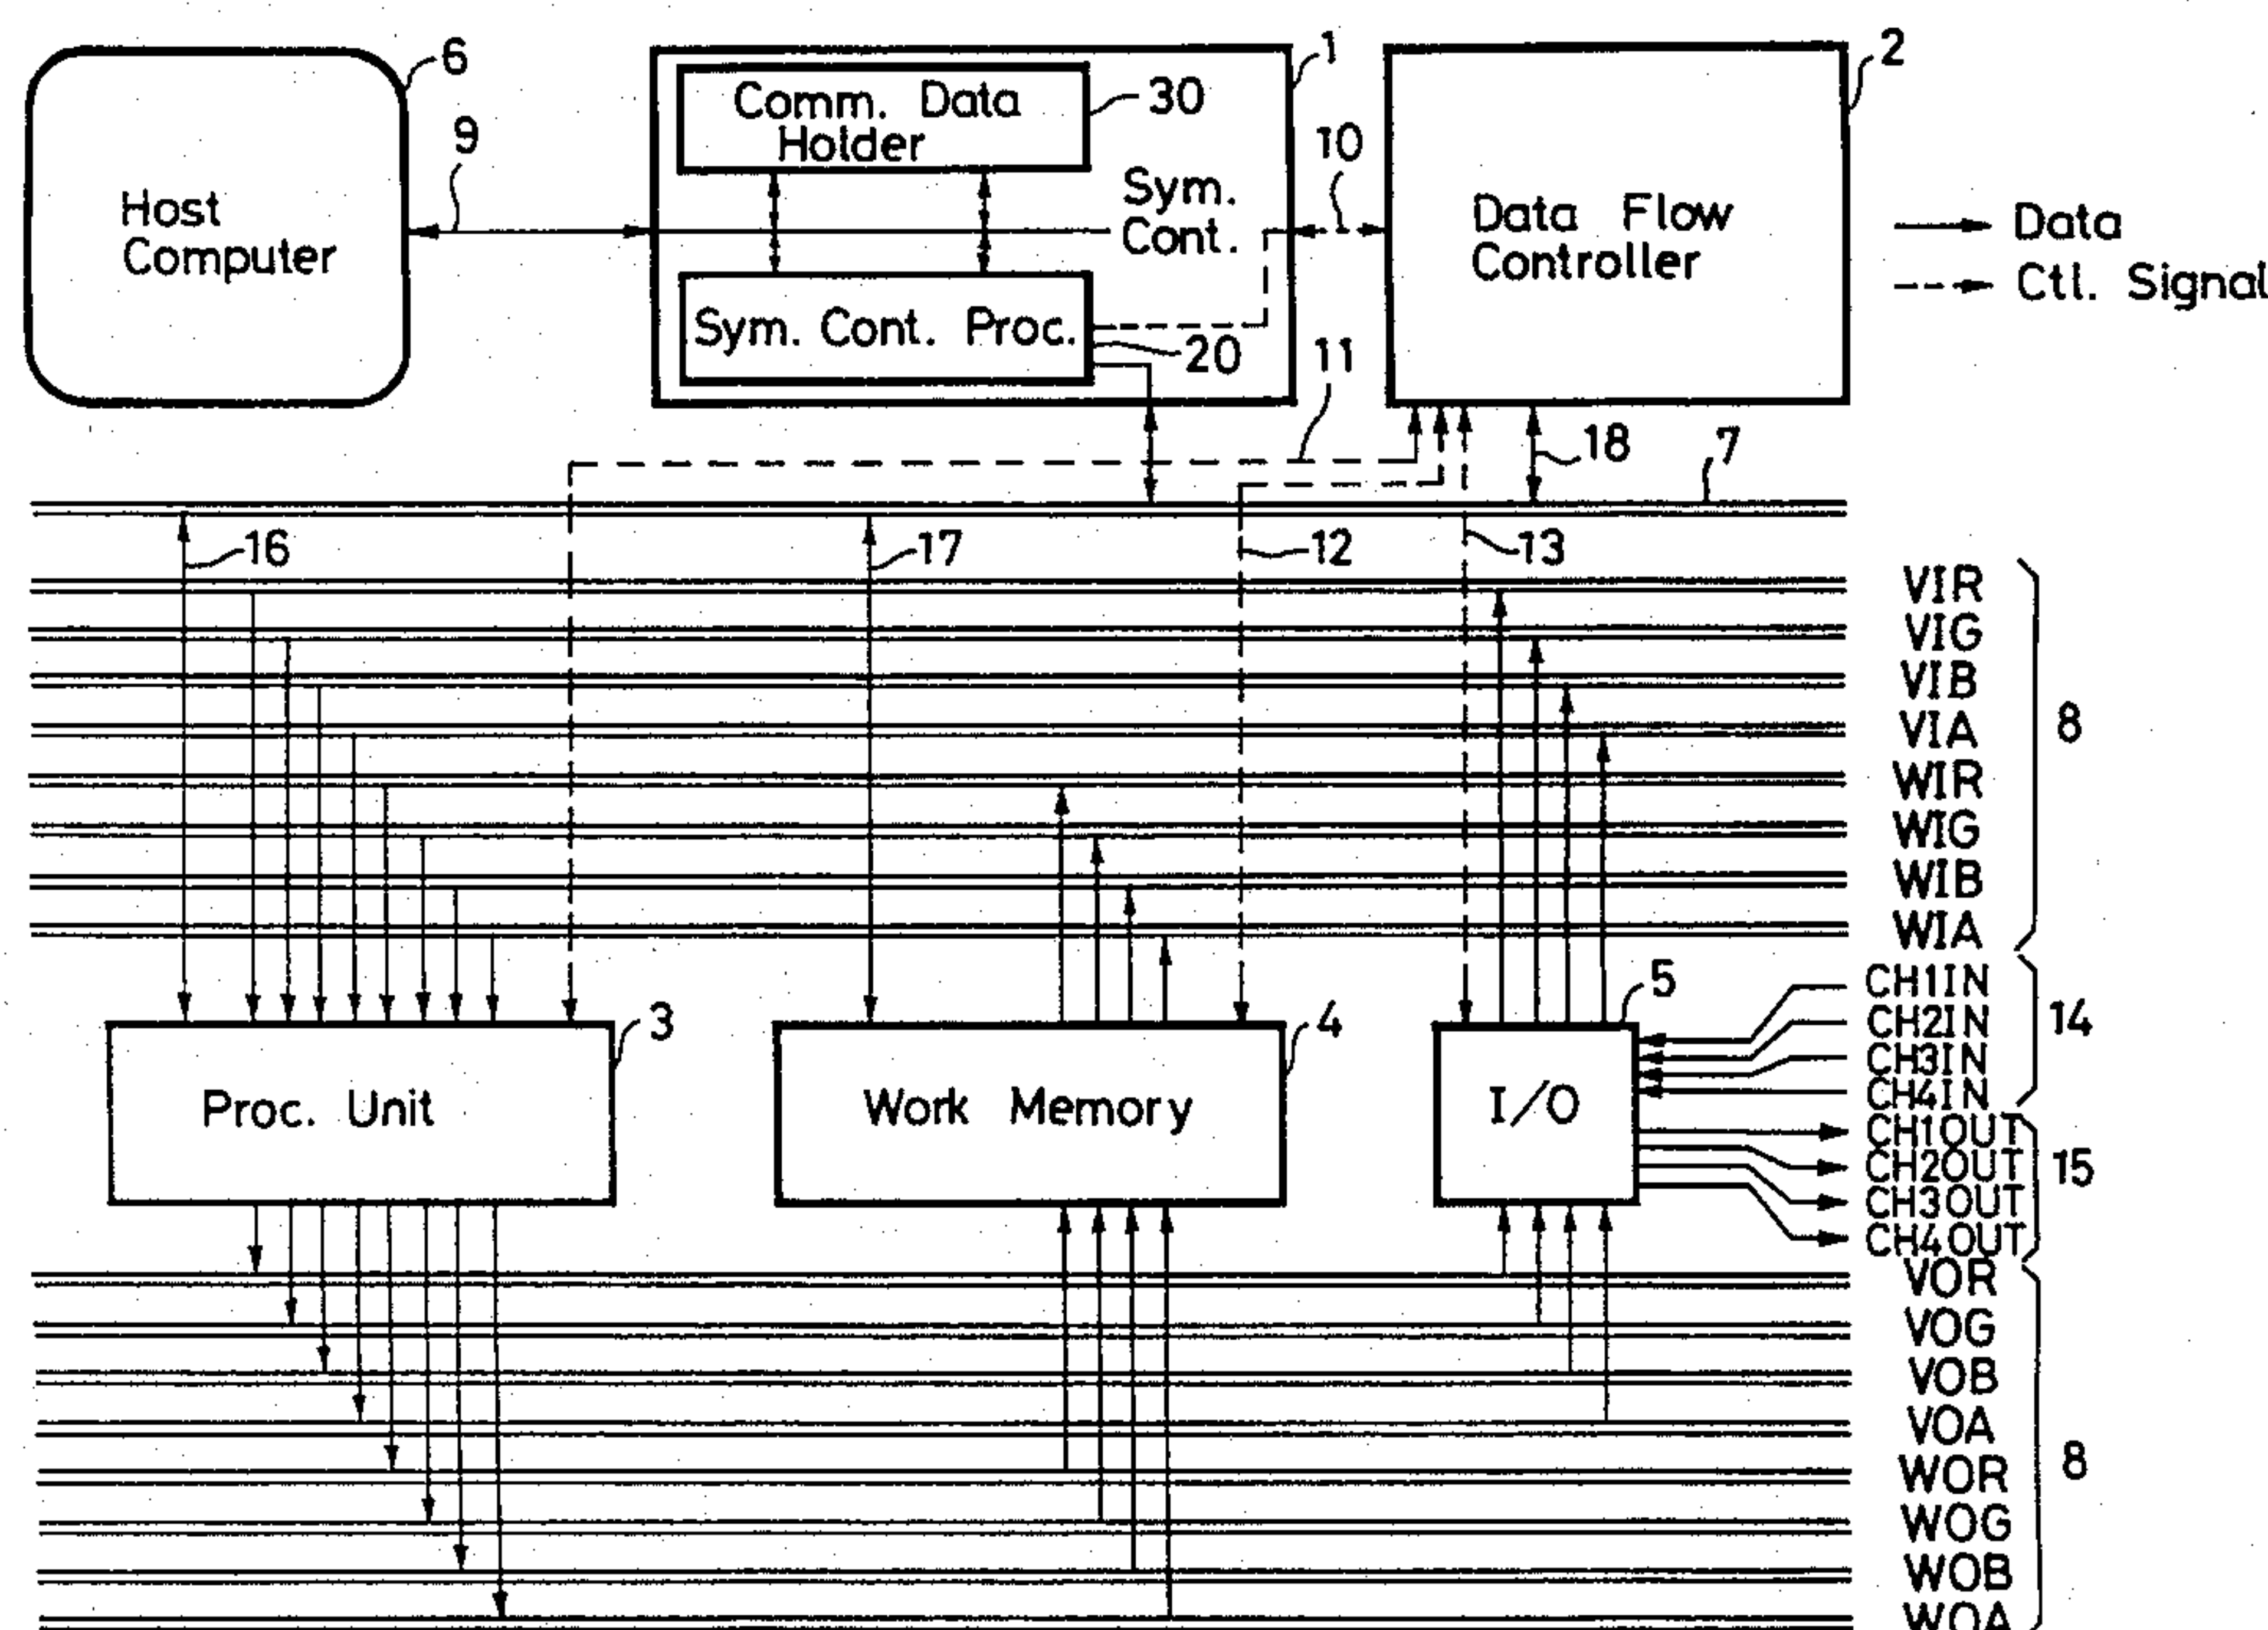 6
9
Host
Computer
1
Comm. Data
Holder
30
Sym.
Cont.
Sym. Cont. Proc.
20
10
2
Data Flow
Controller
Data
Ctl. Signal
11
18
7
16
17
12
13
VIR
VIG
VIB
VIA
WIR
WIG
WIB
WIA
8
3
Proc. Unit
4
Work Memory
5
I/O
CH1IN
CH2IN
CH3IN
CH4IN
14
CH1OUT
CH2OUT
CH3OUT
CH4OUT
15
VOR
VOG
VOB
VOA
WOR
WOG
WOB
WOA
8